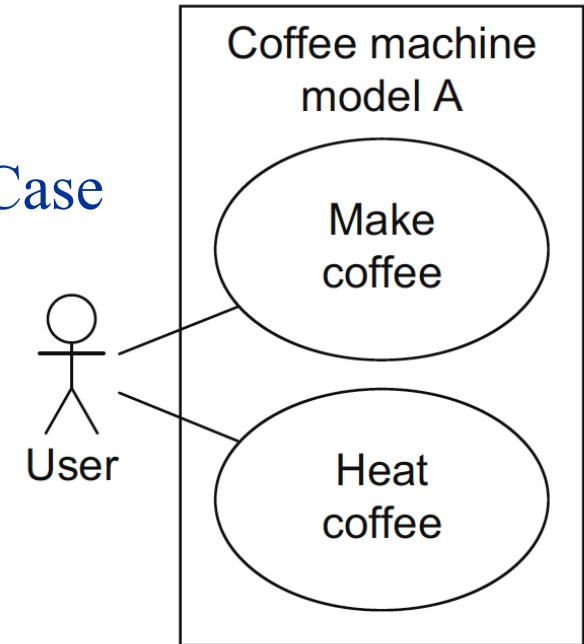 Coffee machine
model A
Case
Make
coffee
User
Heat
coffee